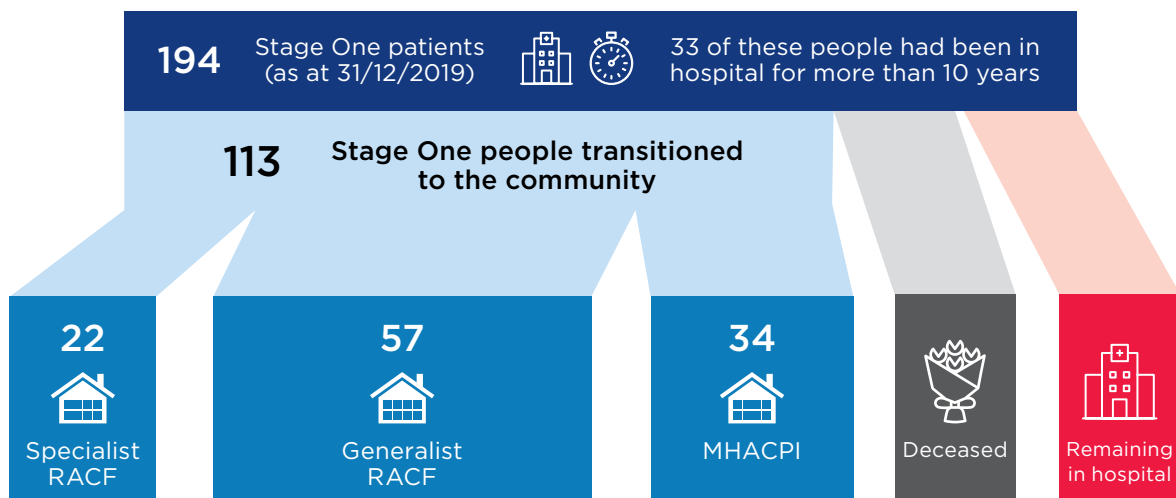 194
Stage One patients
(as at 31/12/2019)
33 of these people had been in
hospital for more than 10 years
113
Stage One people transitioned
to the community
22
Specialist
RACF
57
Generalist
RACF
34
MHACPI
Deceased
Remaining
in hospital